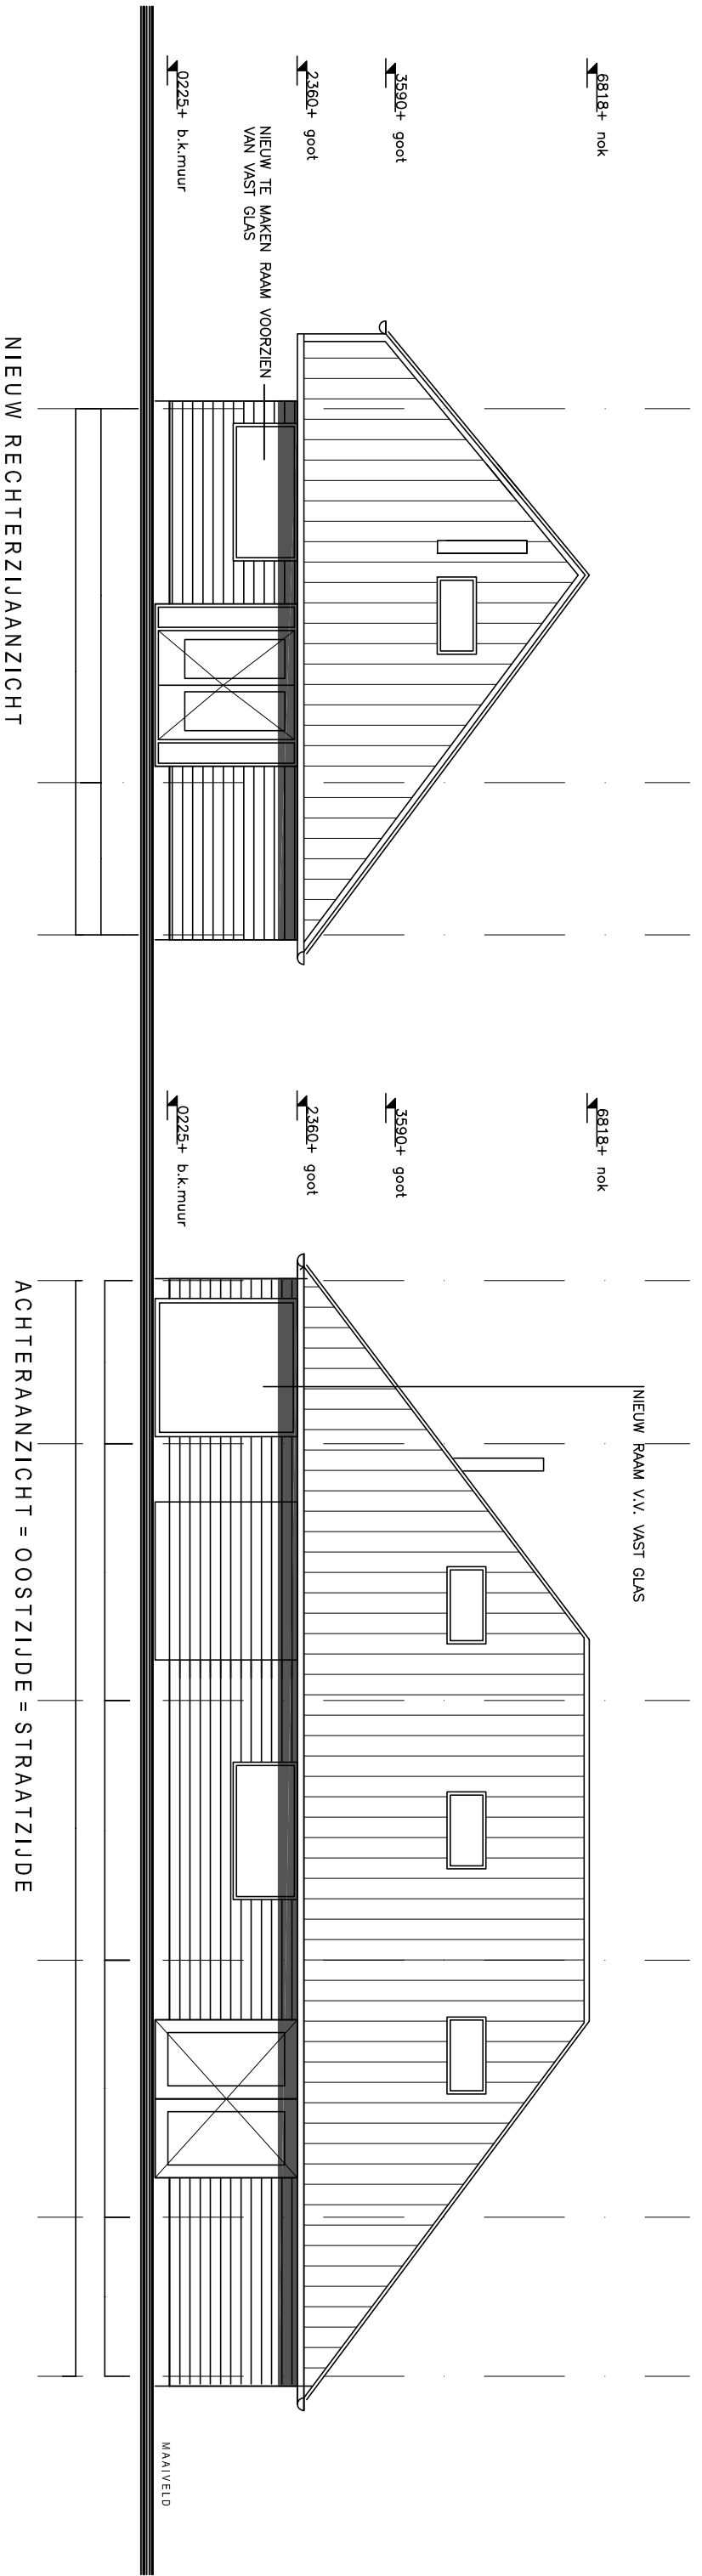 6818+ nok
3590+ goot
2360+ goot
0225+ b.k.muur
NIEUW TE MAKEN RAAM VOORZIEN
VAN VAST GLAS
NIEUW RECHTERZIJAANZICHT
6818+ nok
3590+ goot
2360+ goot
0225+ b.k.muur
NIEUW RAAM V.V. VAST GLAS
MAAIVELD
ACHTERAANZICHT = OOSTZIJDE = STRAATZIJDE